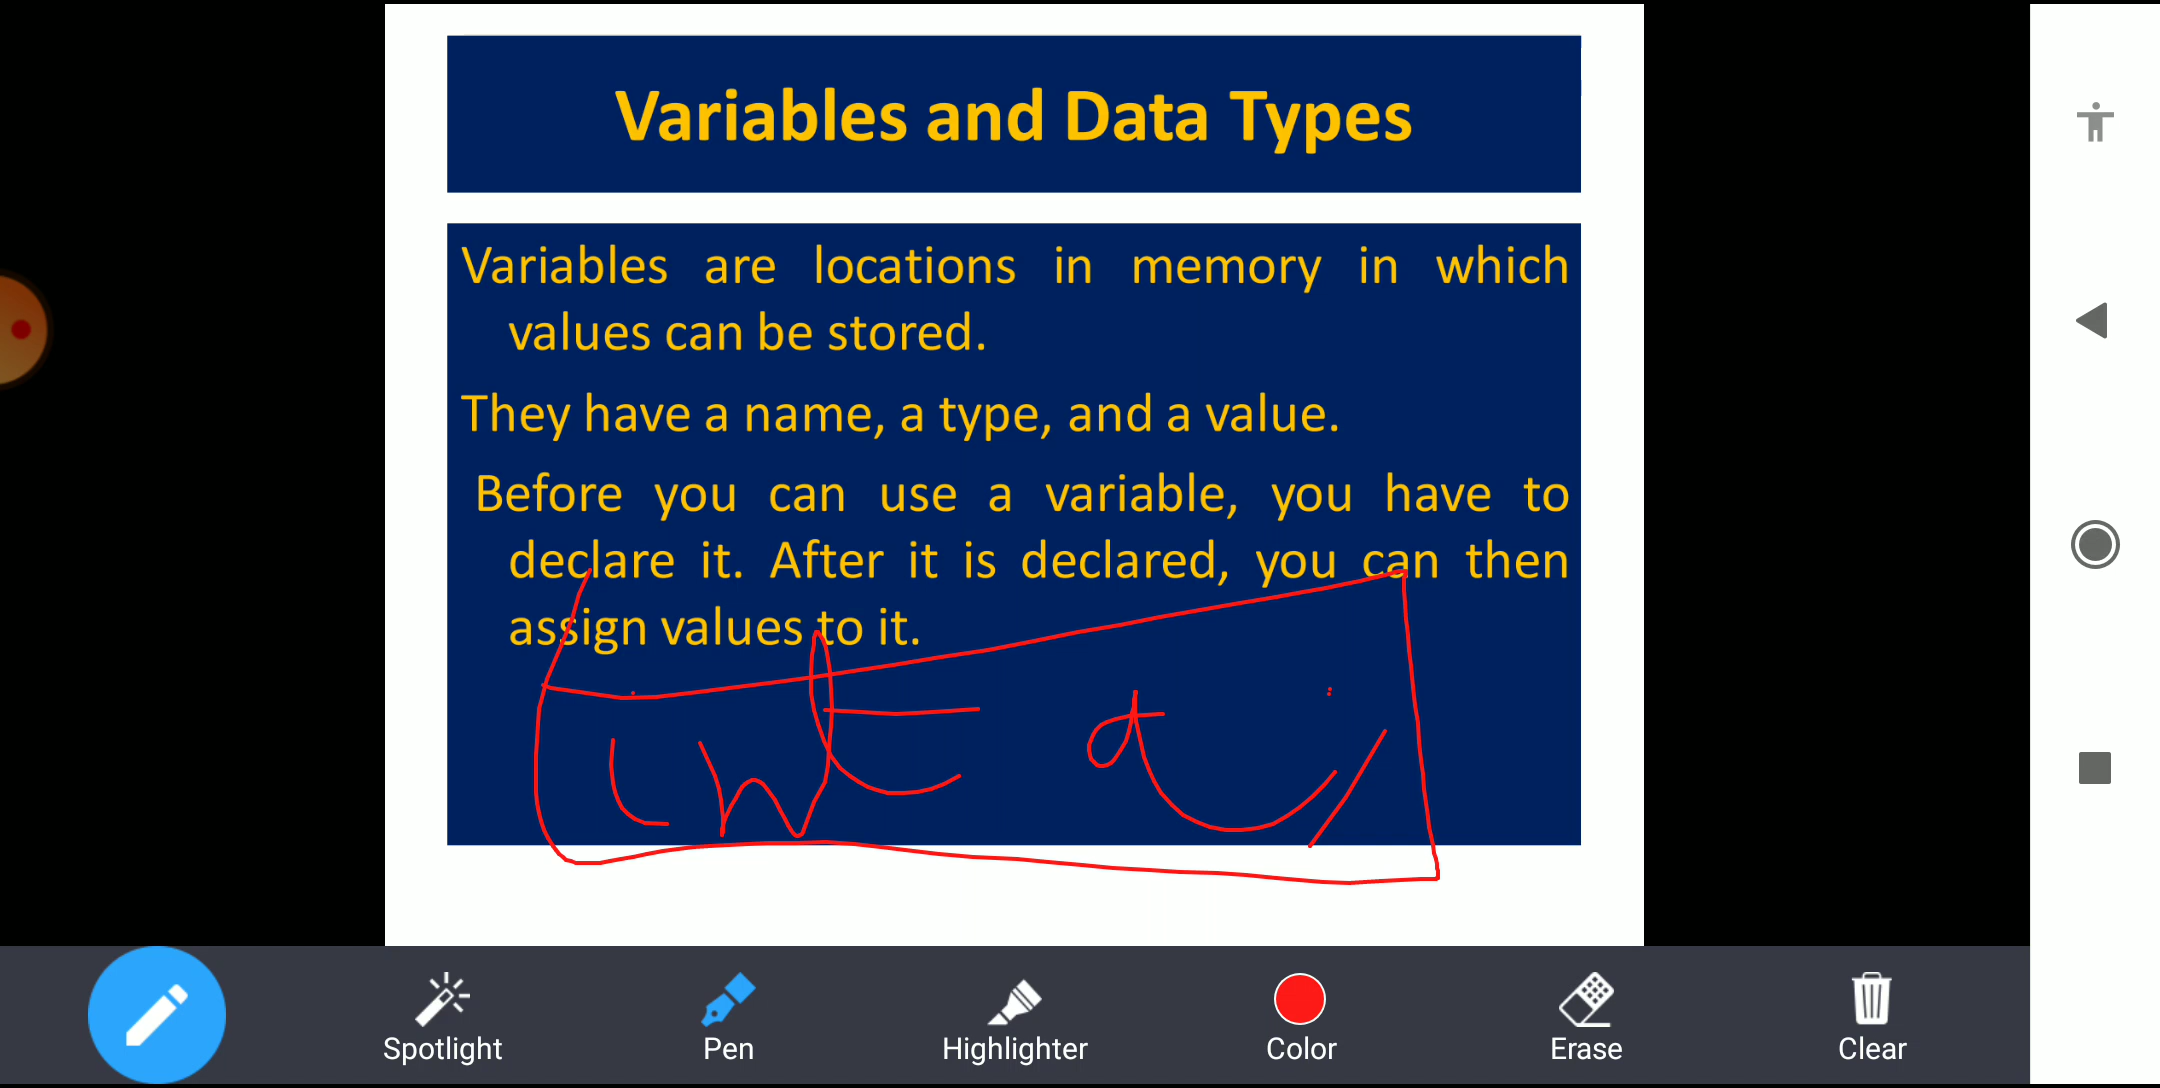 Variables and Data Types
Variables are locations in memory in which
values can be stored.
They have a name, a type, and a value.
Before you can use a variable, you have to
declare it. After it is declared, you can then
assign values to it.
int a;
Spotlight
Pen
Highlighter
Color
Erase
Clear